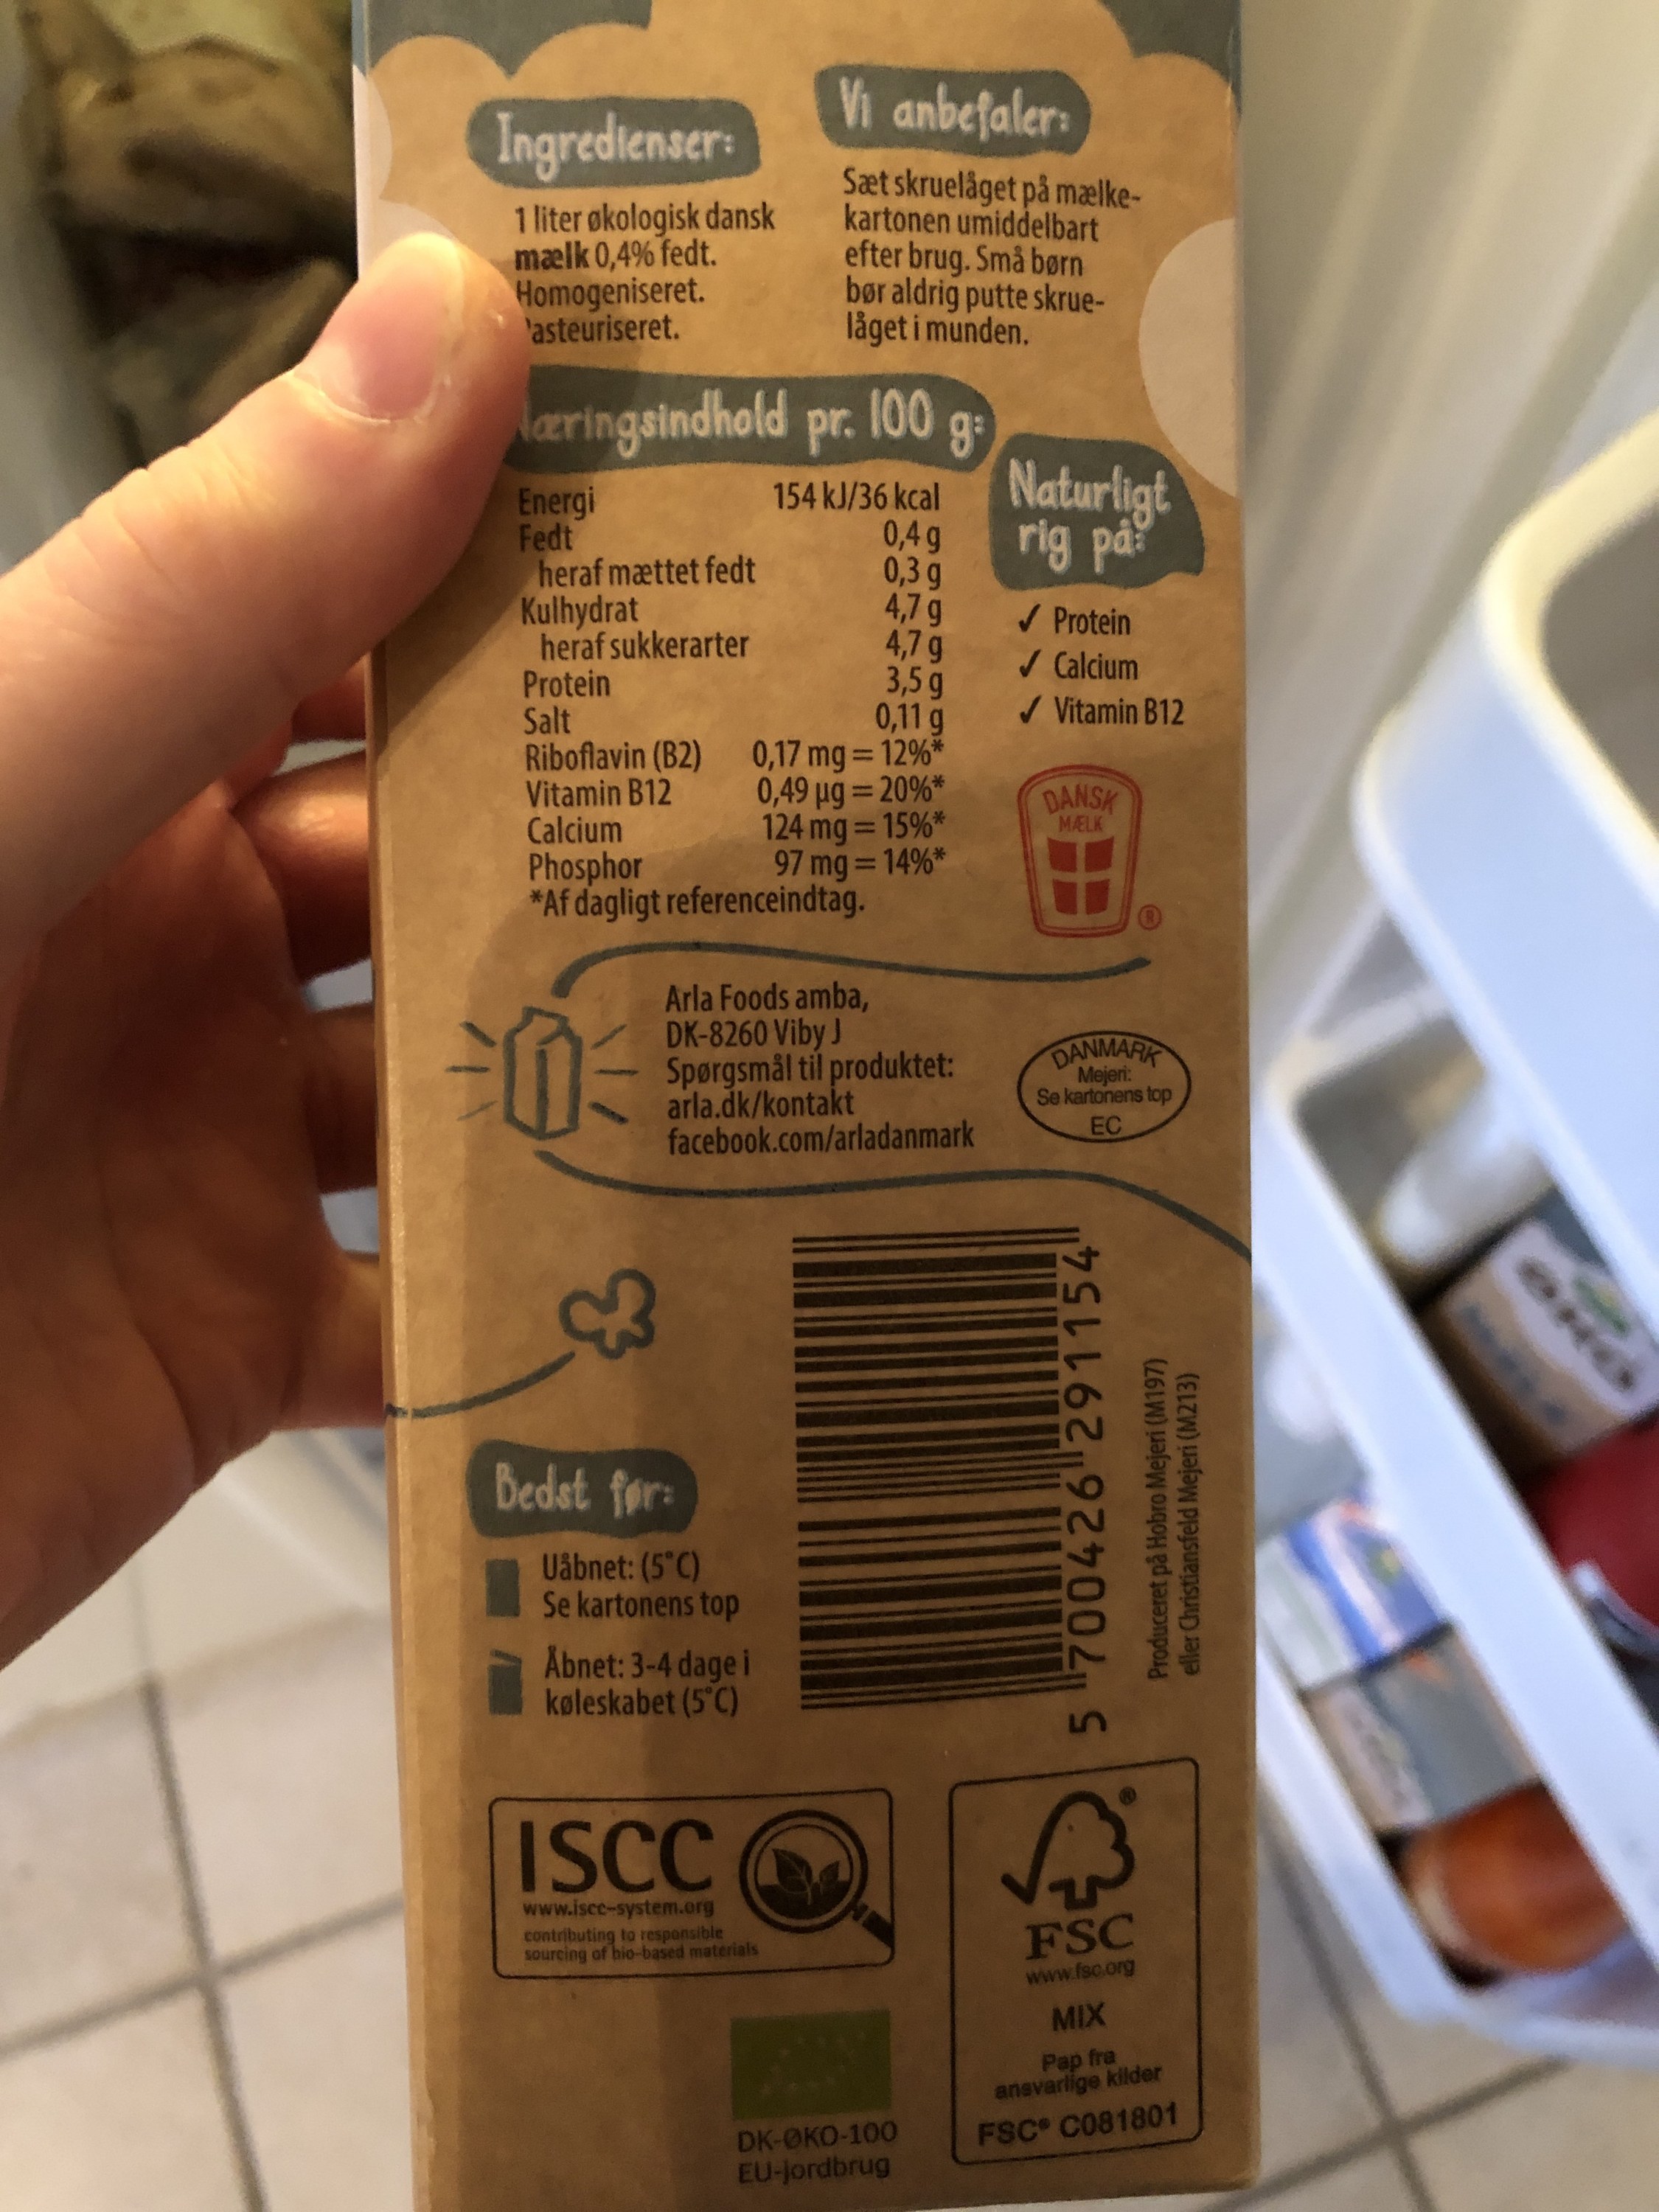 Ingredienser:
1 liter økologisk dansk
mælk 0,4% fedt.
Homogeniseret.
Pasteuriseret.
Vi anbefaler:
Sæt skruelåget på mælke-
kartonen umiddelbart
efter brug. Små børn
bør aldrig putte skrue-
låget i munden.
Næringsindhold pr. 100 g:
Energi 154 kJ/36 kcal
Fedt 0,4 g
heraf mættet fedt 0,3 g
Kulhydrat 4,7 g
heraf sukkerarter 4,7 g
Protein 3,5 g
Salt 0,11 g
Riboflavin (B2) 0,17 mg = 12%*
Vitamin B12 0,49 µg = 20%*
Calcium 124 mg = 15%*
Phosphor 97 mg = 14%*
*Af dagligt referenceindtag.
Naturligt
rig på:
✓ Protein
✓ Calcium
✓ Vitamin B12
DANSK
MÆLK
®
Arla Foods amba,
DK-8260 Viby J
Spørgsmål til produktet:
arla.dk/kontakt
facebook.com/arladanmark
DANMARK
Mejeri:
Se kartonens top
EC
5 700426 291154
Produceret på Hobro Mejeri (M197)
eller Christiansfeld Mejeri (M213)
Bedst før:
Uåbnet: (5°C)
Se kartonens top
Åbnet: 3-4 dage i
køleskabet (5°C)
ISCC
www.iscc-system.org
contributing to responsible
sourcing of bio-based materials
®
FSC
www.fsc.org
MIX
Pap fra
ansvarlige kilder
FSC® C081801
DK-ØKO-100
EU-jordbrug